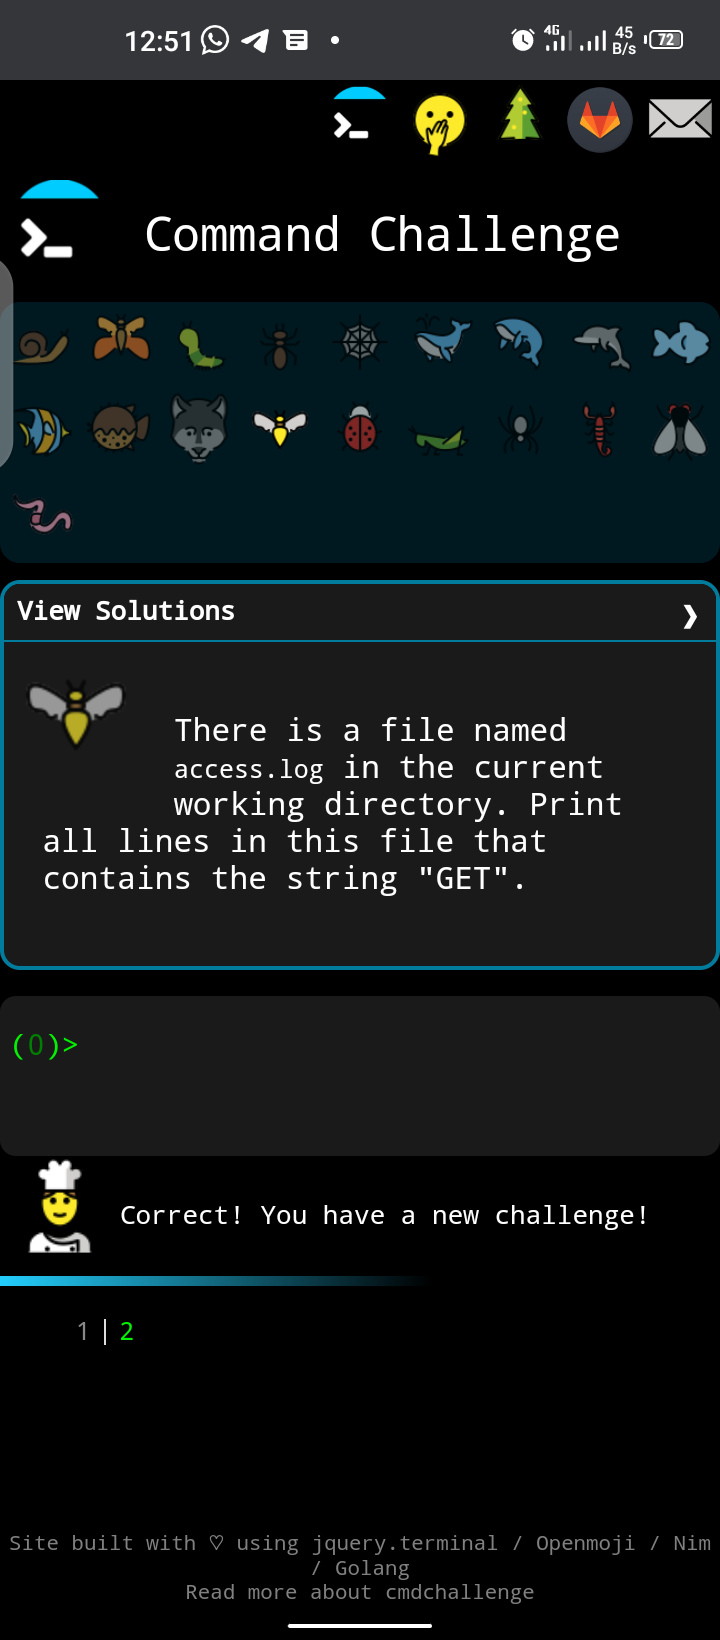 12:51 4G 45 B/s 72
Command Challenge
View Solutions ❯
There is a file named
access.log in the current
working directory. Print
all lines in this file that
contains the string "GET".
(0)>
Correct! You have a new challenge!
1 | 2
Site built with ♡ using jquery.terminal / Openmoji / Nim
/ Golang
Read more about cmdchallenge